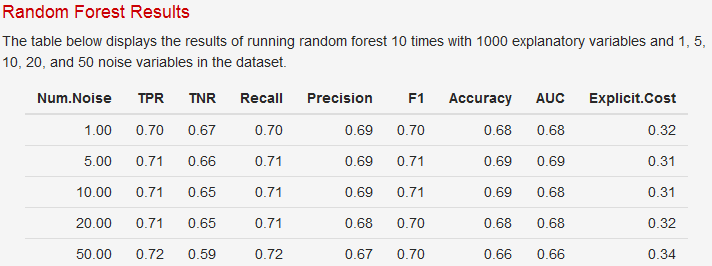 Random Forest Results
The table below displays the results of running random forest 10 times with 1000 explanatory variables and 1, 5,
10, 20, and 50 noise variables in the dataset.
Num.Noise TPR TNR Recall Precision F1 Accuracy AUC Explicit.Cost
1.00 0.70 0.67 0.70 0.69 0.70 0.68 0.68 0.32
5.00 0.71 0.66 0.71 0.69 0.71 0.69 0.69 0.31
10.00 0.71 0.65 0.71 0.69 0.71 0.69 0.68 0.31
20.00 0.71 0.65 0.71 0.68 0.70 0.68 0.68 0.32
50.00 0.72 0.59 0.72 0.67 0.70 0.66 0.66 0.34